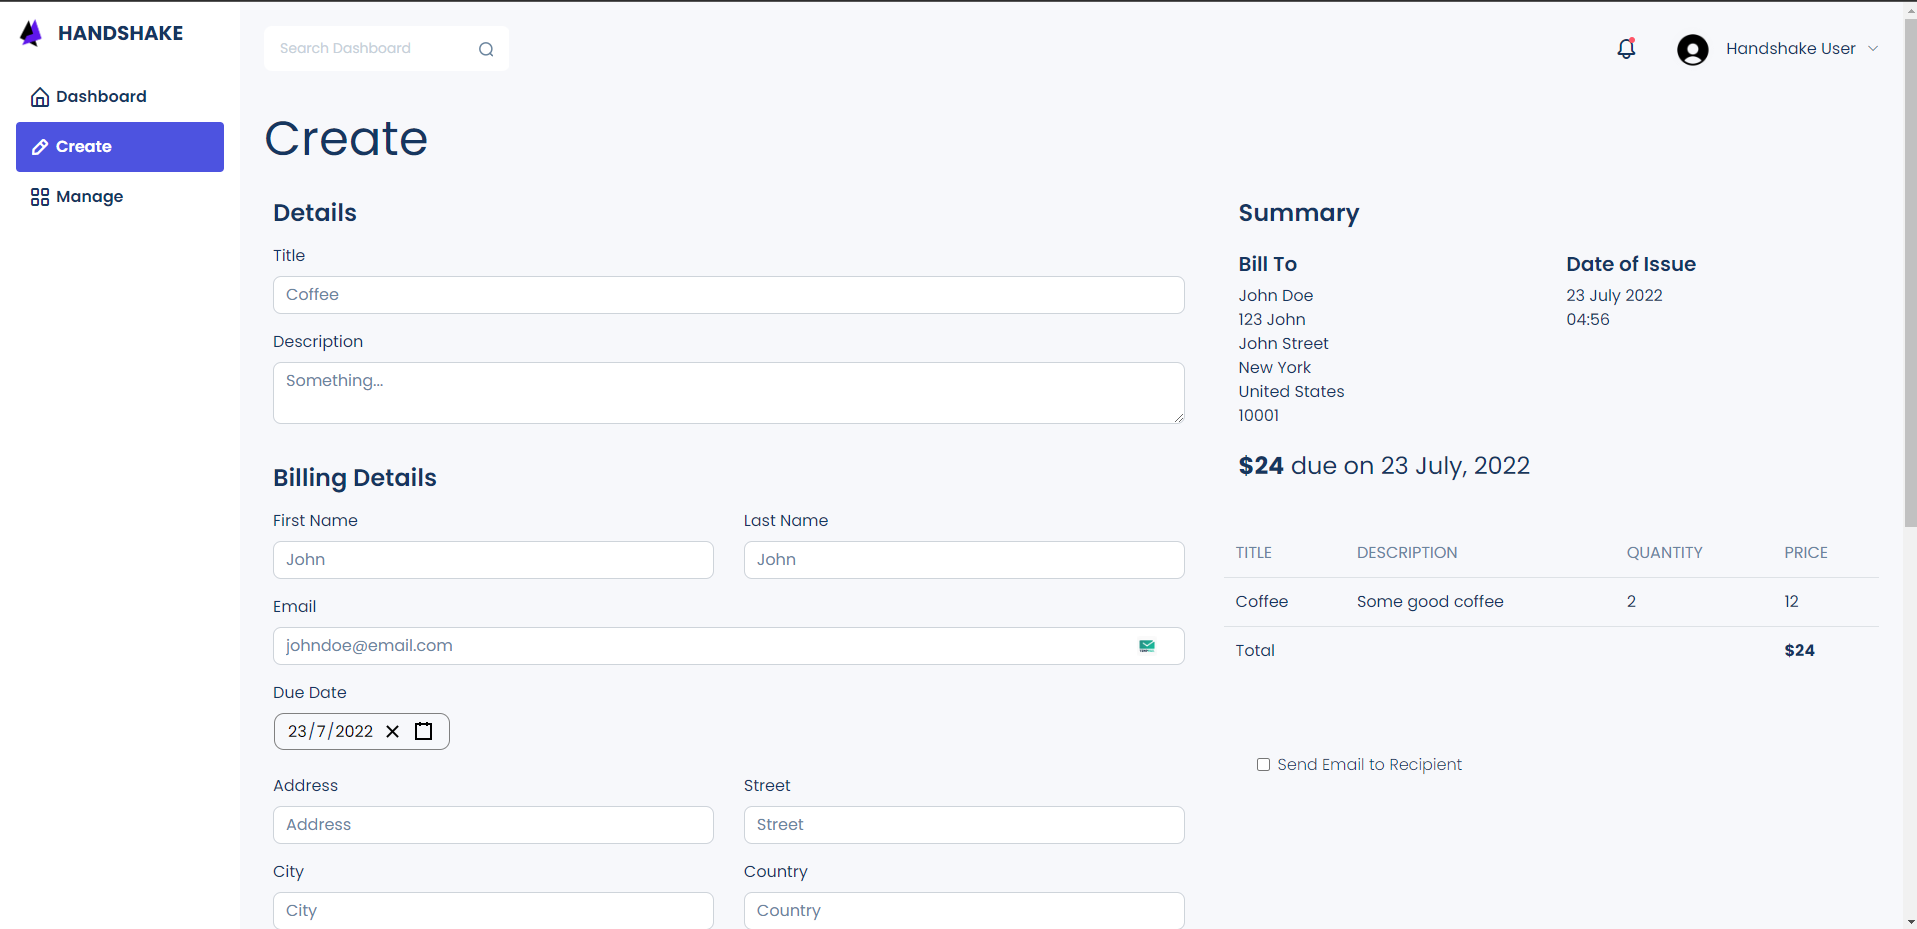 HANDSHAKE
Dashboard
Create
Manage
Search Dashboard
Handshake User
Create
Details
Title
Coffee
Description
Something...
Billing Details
First Name
Last Name
John
John
Email
johndoe@email.com
Due Date
23/7/2022
Address
Street
Address
Street
City
Country
City
Country
Summary
Bill To
John Doe
123 John
John Street
New York
United States
10001
Date of Issue
23 July 2022
04:56
$24 due on 23 July, 2022
TITLE DESCRIPTION QUANTITY PRICE
Coffee Some good coffee 2 12
Total $24
Send Email to Recipient